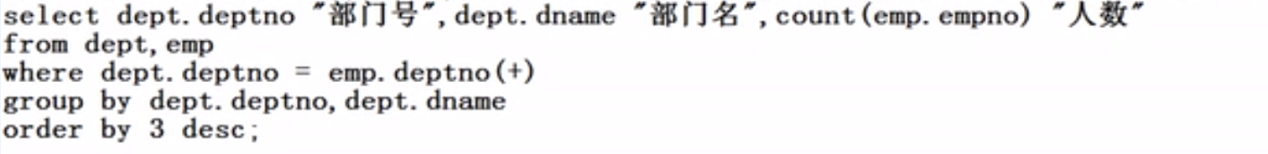 select dept.deptno "部门号",dept.dname "部门名",count(emp.empno) "人数"
from dept,emp
where dept.deptno = emp.deptno(+)
group by dept.deptno,dept.dname
order by 3 desc;